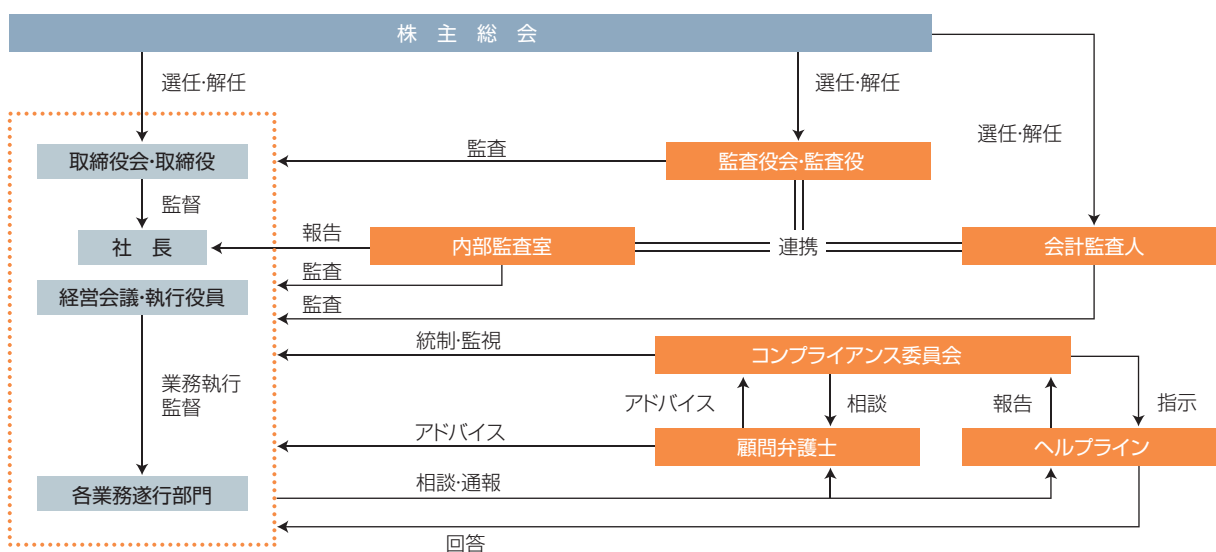 株 主 総 会
選任・解任
選任・解任
選任・解任
取締役会・取締役
監査
監査役会・監査役
監督
社 長
報告
内部監査室
連携
会計監査人
監査
経営会議・執行役員
監査
統制・監視
コンプライアンス委員会
業務執行
監督
アドバイス
相談
報告
指示
アドバイス
顧問弁護士
ヘルプライン
各業務遂行部門
相談・通報
回答